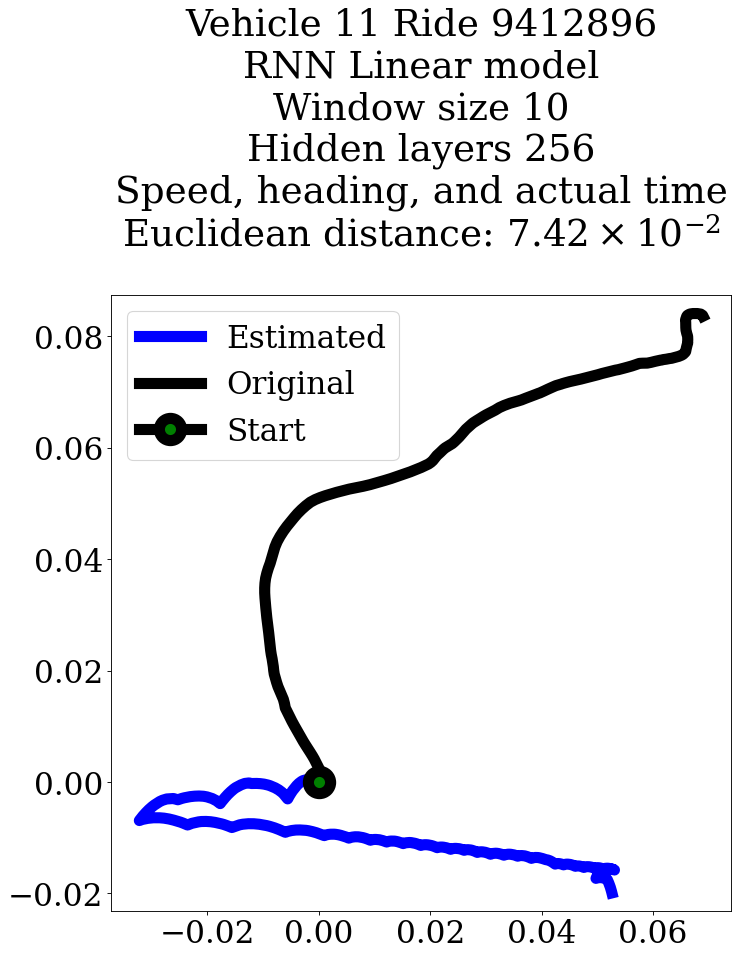 Vehicle 11 Ride 9412896
RNN Linear model
Window size 10
Hidden layers 256
Speed, heading, and actual time
Euclidean distance: 7.42 × 10⁻²
Estimated
Original
Start
0.08
0.06
0.04
0.02
0.00
−0.02
−0.02 0.00 0.02 0.04 0.06